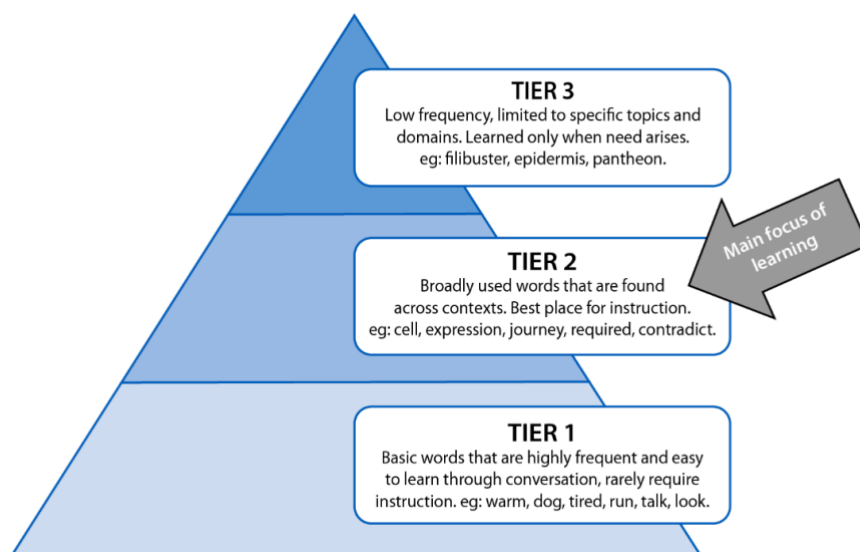 TIER 3
Low frequency, limited to specific topics and
domains. Learned only when need arises.
eg: filibuster, epidermis, pantheon.
Main focus of
learning
TIER 2
Broadly used words that are found
across contexts. Best place for instruction.
eg: cell, expression, journey, required, contradict.
TIER 1
Basic words that are highly frequent and easy
to learn through conversation, rarely require
instruction. eg: warm, dog, tired, run, talk, look.